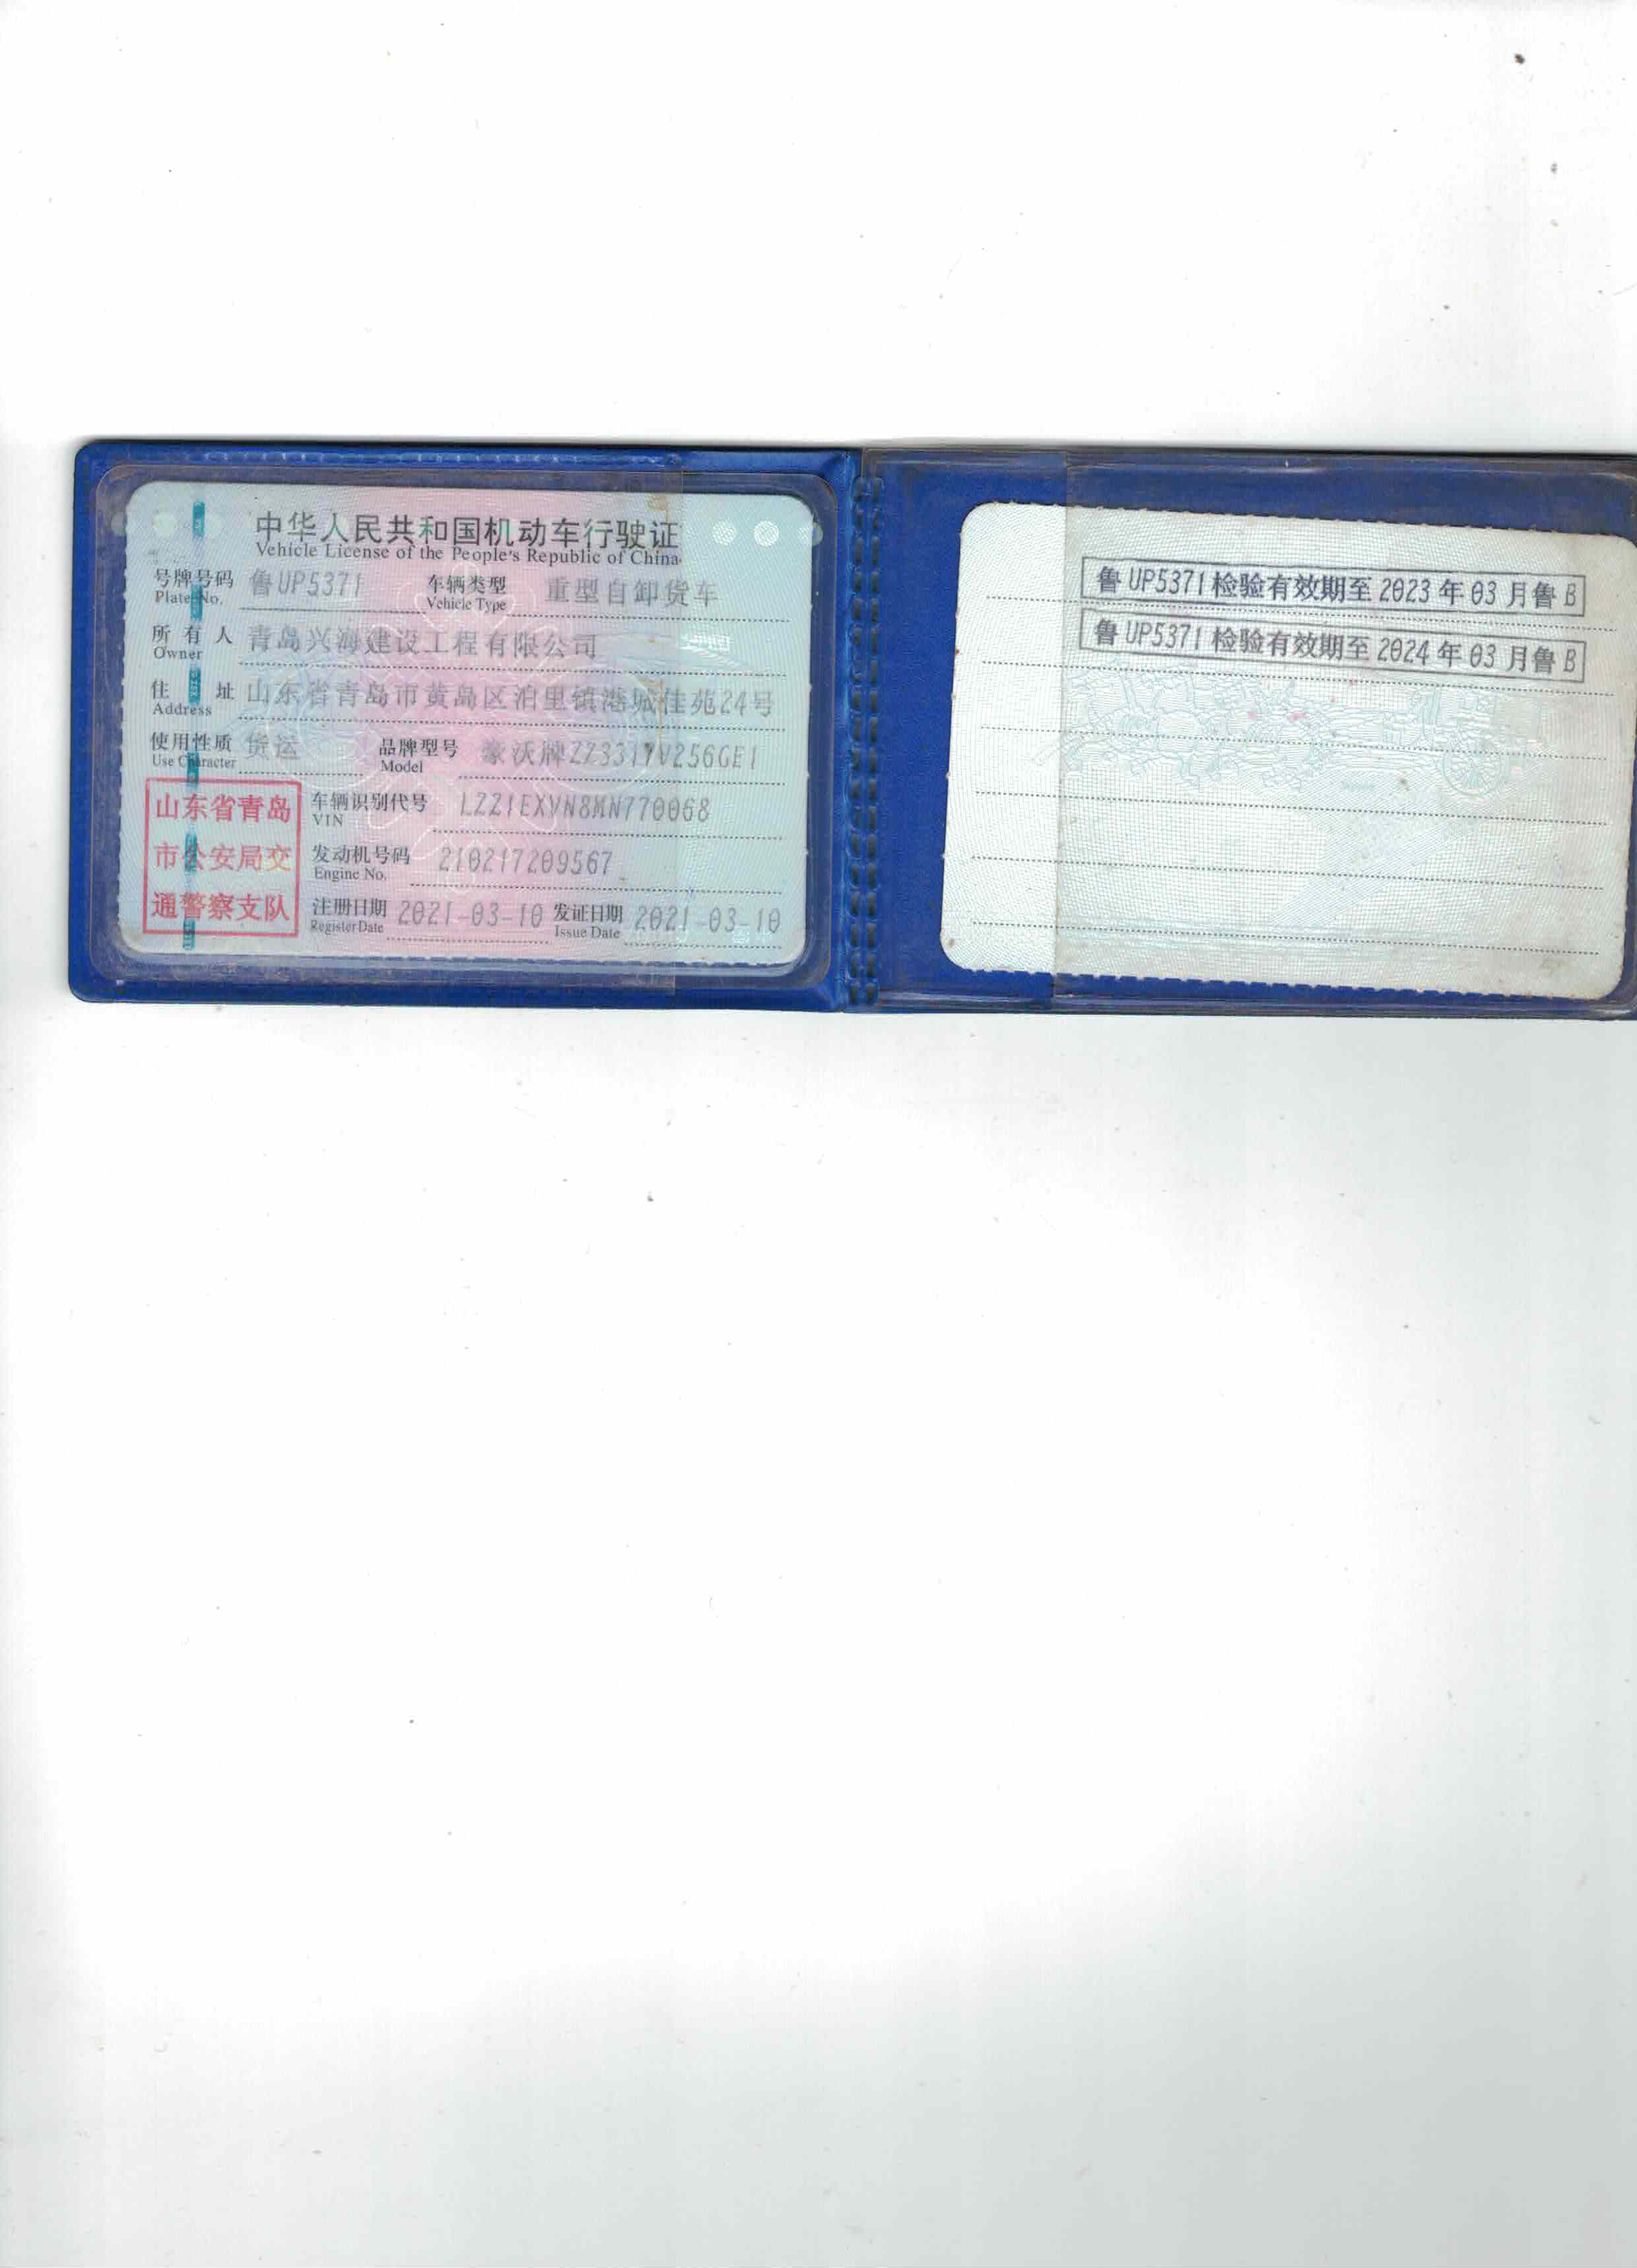 中华人民共和国机动车行驶证
Vehicle License of the People's Republic of China
号牌号码 鲁UP5371 车辆类型 重型自卸货车
Plate No. Vehicle Type
所有人 青岛兴海建设工程有限公司
Owner
住址 山东省青岛市黄岛区泊里镇港城佳苑24号
Address
使用性质 货运 品牌型号 豪沃牌ZZ3317V256GE1
Use Character Model
山东省青岛
市公安局交
通警察支队
车辆识别代号 LZZ1EXVN8MN770068
VIN
发动机号码 210217209567
Engine No.
注册日期 2021-03-10 发证日期 2021-03-10
Register Date Issue Date
鲁UP5371检验有效期至2023年03月鲁B
鲁UP5371检验有效期至2024年03月鲁B